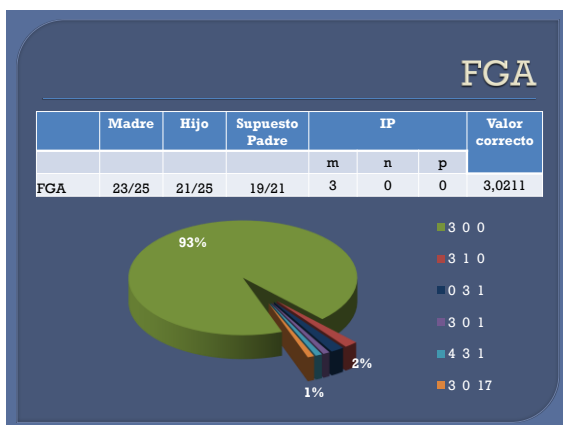 FGA
Madre Hijo Supuesto Padre IP Valor correcto
m n p
FGA 23/25 21/25 19/21 3 0 0 3,0211
93%
2%
1%
3 0 0
3 1 0
0 3 1
3 0 1
4 3 1
3 0 17